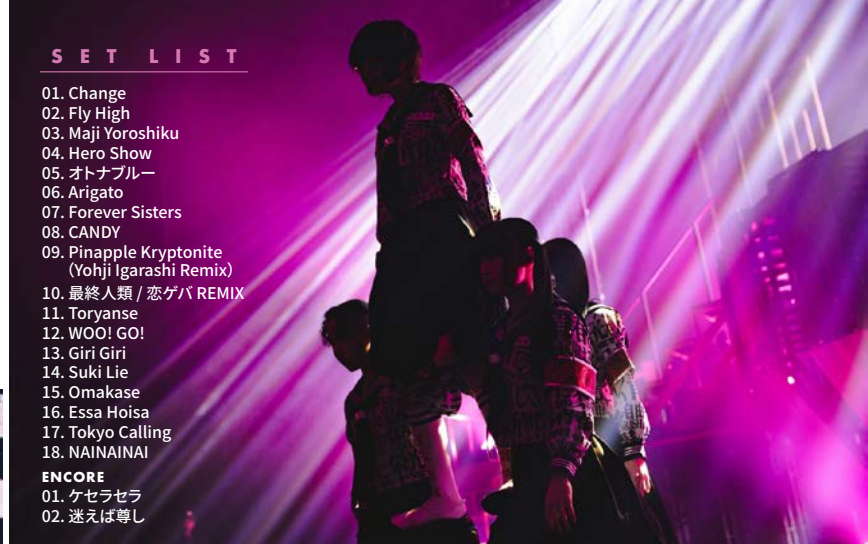 SET LIST
01. Change
02. Fly High
03. Maji Yoroshiku
04. Hero Show
05. オトナブルー
06. Arigato
07. Forever Sisters
08. CANDY
09. Pinapple Kryptonite
（Yohji Igarashi Remix）
10. 最終人類 / 恋ゲバ REMIX
11. Toryanse
12. WOO! GO!
13. Giri Giri
14. Suki Lie
15. Omakase
16. Essa Hoisa
17. Tokyo Calling
18. NAINAINAI
ENCORE
01. ケセラセラ
02. 迷えば尊し